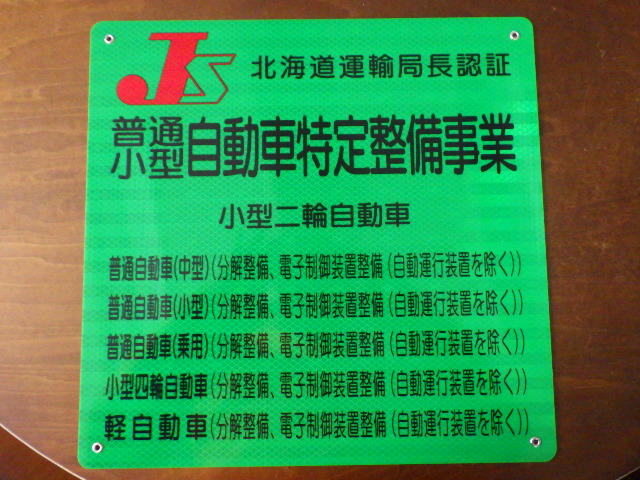 JS 北海道運輸局長認証
普通小型自動車特定整備事業
小型二輪自動車
普通自動車(中型)(分解整備、電子制御装置整備(自動運行装置を除く))
普通自動車(小型)(分解整備、電子制御装置整備(自動運行装置を除く))
普通自動車(乗用)(分解整備、電子制御装置整備(自動運行装置を除く))
小型四輪自動車(分解整備、電子制御装置整備(自動運行装置を除く))
軽自動車(分解整備、電子制御装置整備(自動運行装置を除く))